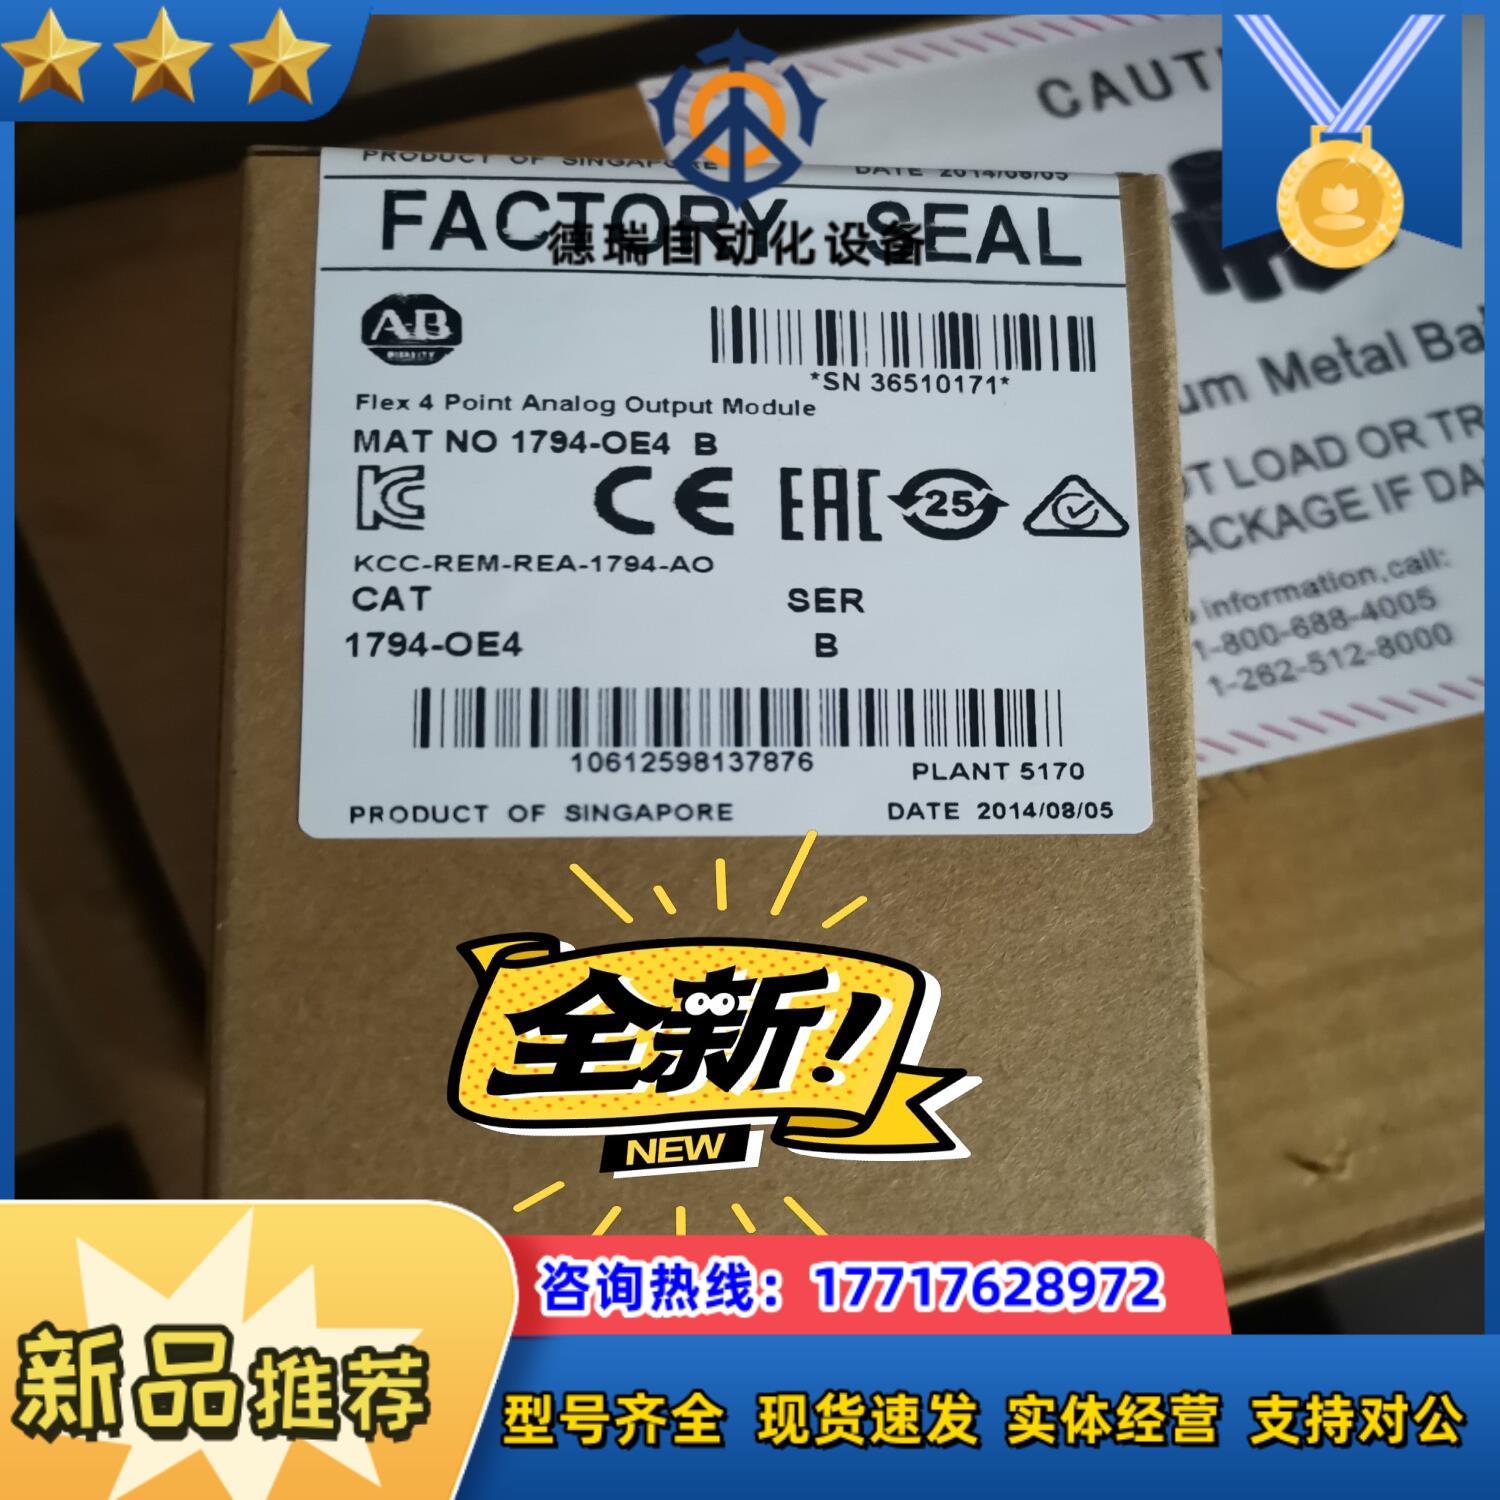 PRODUCT OF SINGAPORE
DATE 2014/08/05
FACTORY SEAL
德瑞自动化设备
CAUTI
A-B
*SN 36510171*
Flex 4 Point Analog Output Module
MAT NO 1794-OE4 B
CE EAC 25
KCC-REM-REA-1794-AO
CAT SER
1794-OE4 B
10612598137876
PLANT 5170
PRODUCT OF SINGAPORE DATE 2014/08/05
um Metal Ba
OT LOAD OR TR
ACKAGE IF DA
information,call:
1-800-688-4005
1-262-512-8000
全新!
NEW
咨询热线：17717628972
新品推荐
型号齐全 现货速发 实体经营 支持对公